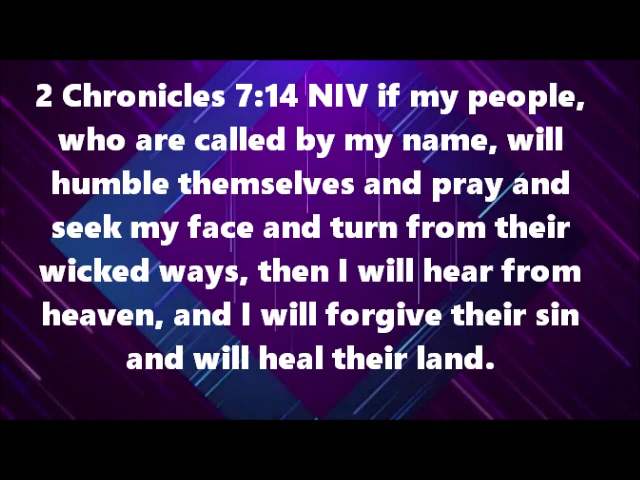 2 Chronicles 7:14 NIV if my people,
who are called by my name, will
humble themselves and pray and
seek my face and turn from their
wicked ways, then I will hear from
heaven, and I will forgive their sin
and will heal their land.